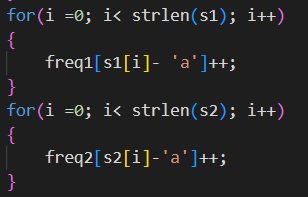 for(i =0; i< strlen(s1); i++)
{
    freq1[s1[i]- 'a']++;
}
for(i =0; i< strlen(s2); i++)
{
    freq2[s2[i]-'a']++;
}